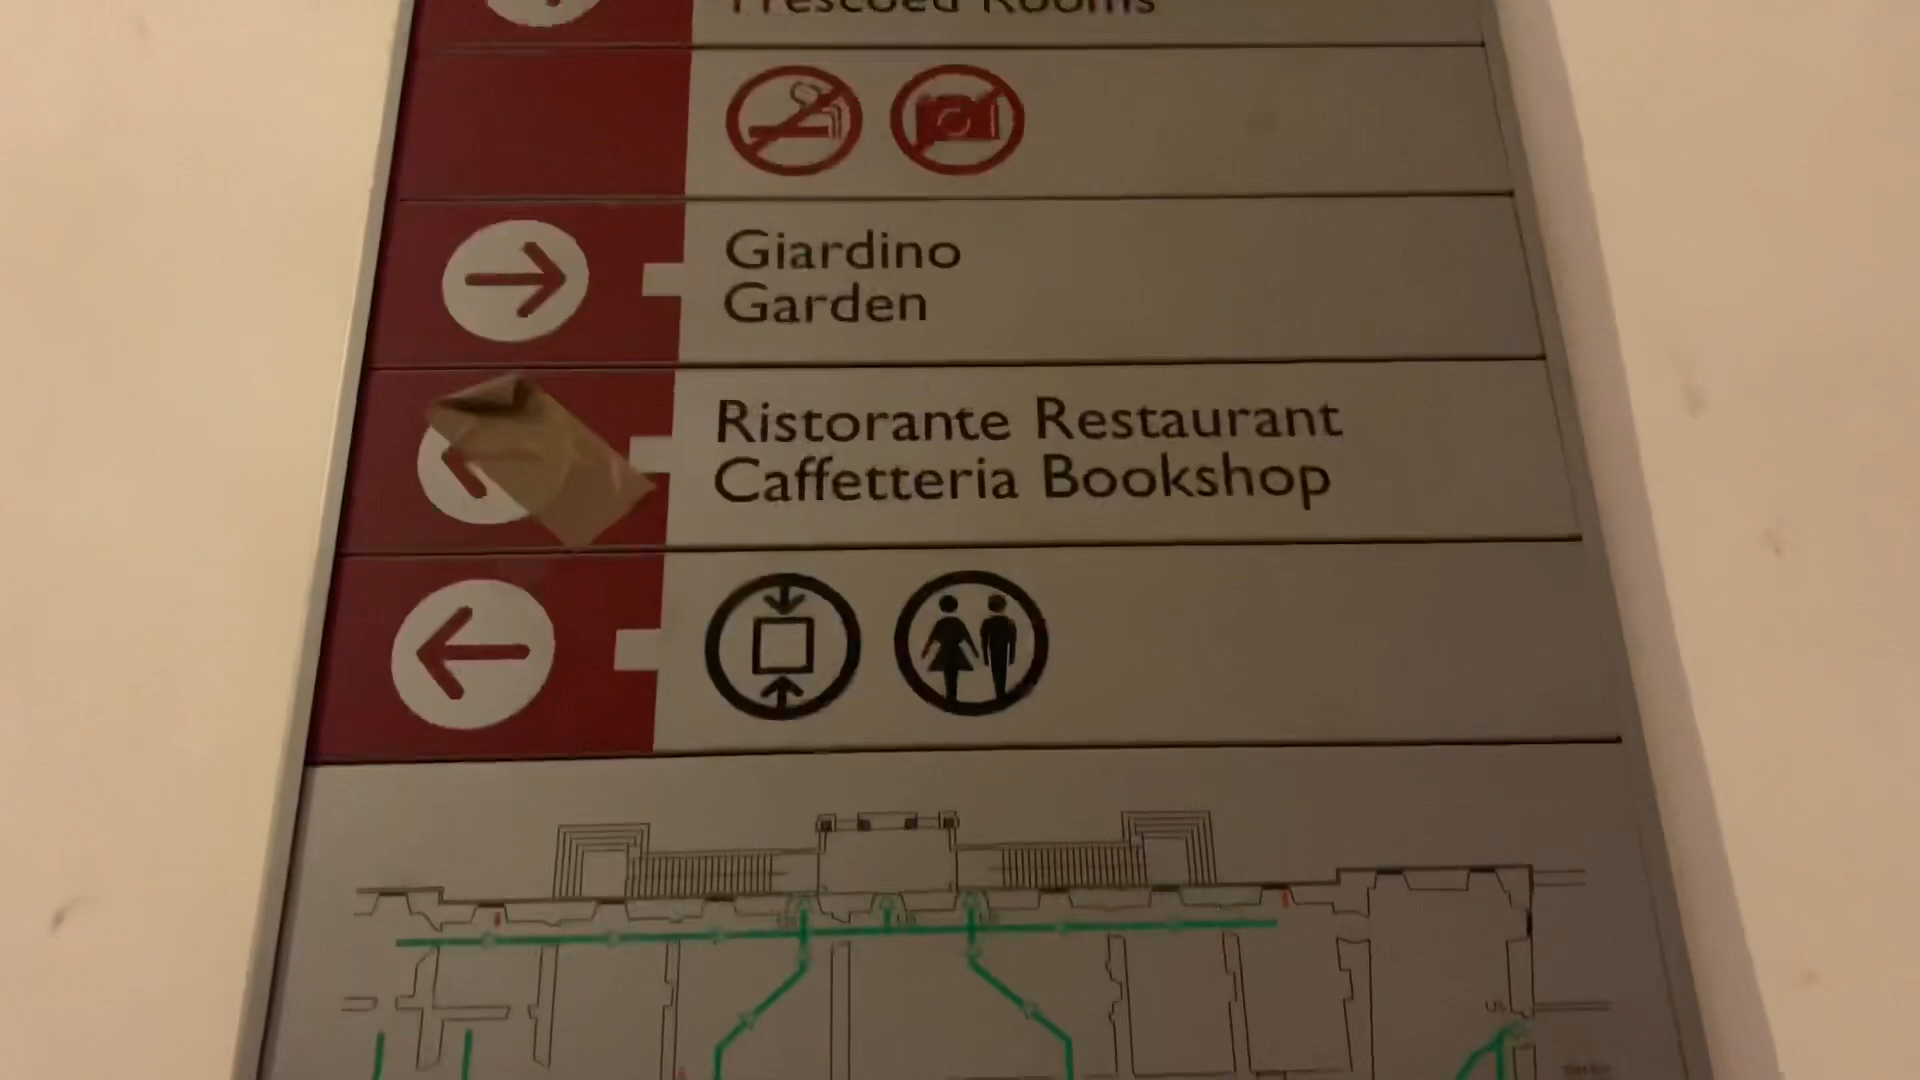 Frescoed Rooms
Giardino
Garden
Ristorante Restaurant
Caffetteria Bookshop